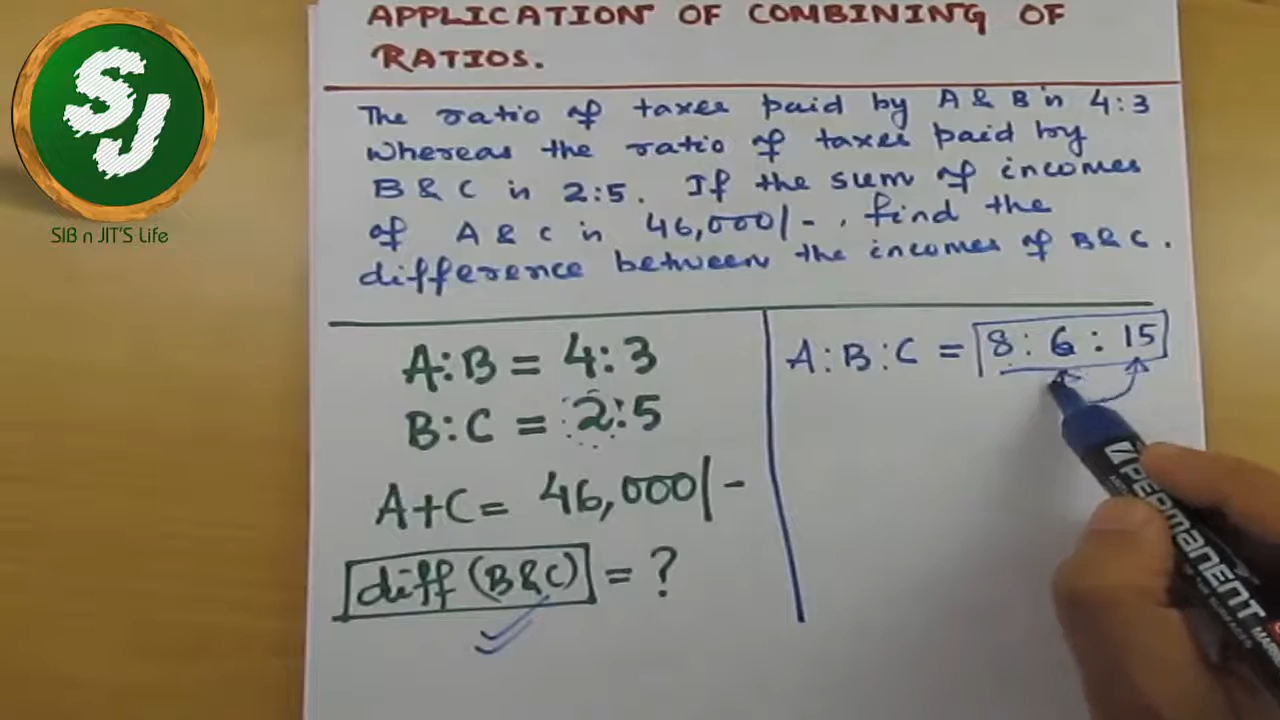 SJ
SIB n JIT'S Life
APPLICATION OF COMBINING OF
RATIOS.
The ratio of taxes paid by A & B is 4:3
Whereas the ratio of taxes paid by
B & C is 2:5. If the sum of incomes
of A & C is 46,000/-, find the
difference between the incomes of B & C.
A:B = 4:3
B:C = 2:5
A+C = 46,000/-
diff (B & C) = ?
A:B:C = 8:6:15
PERMANENT